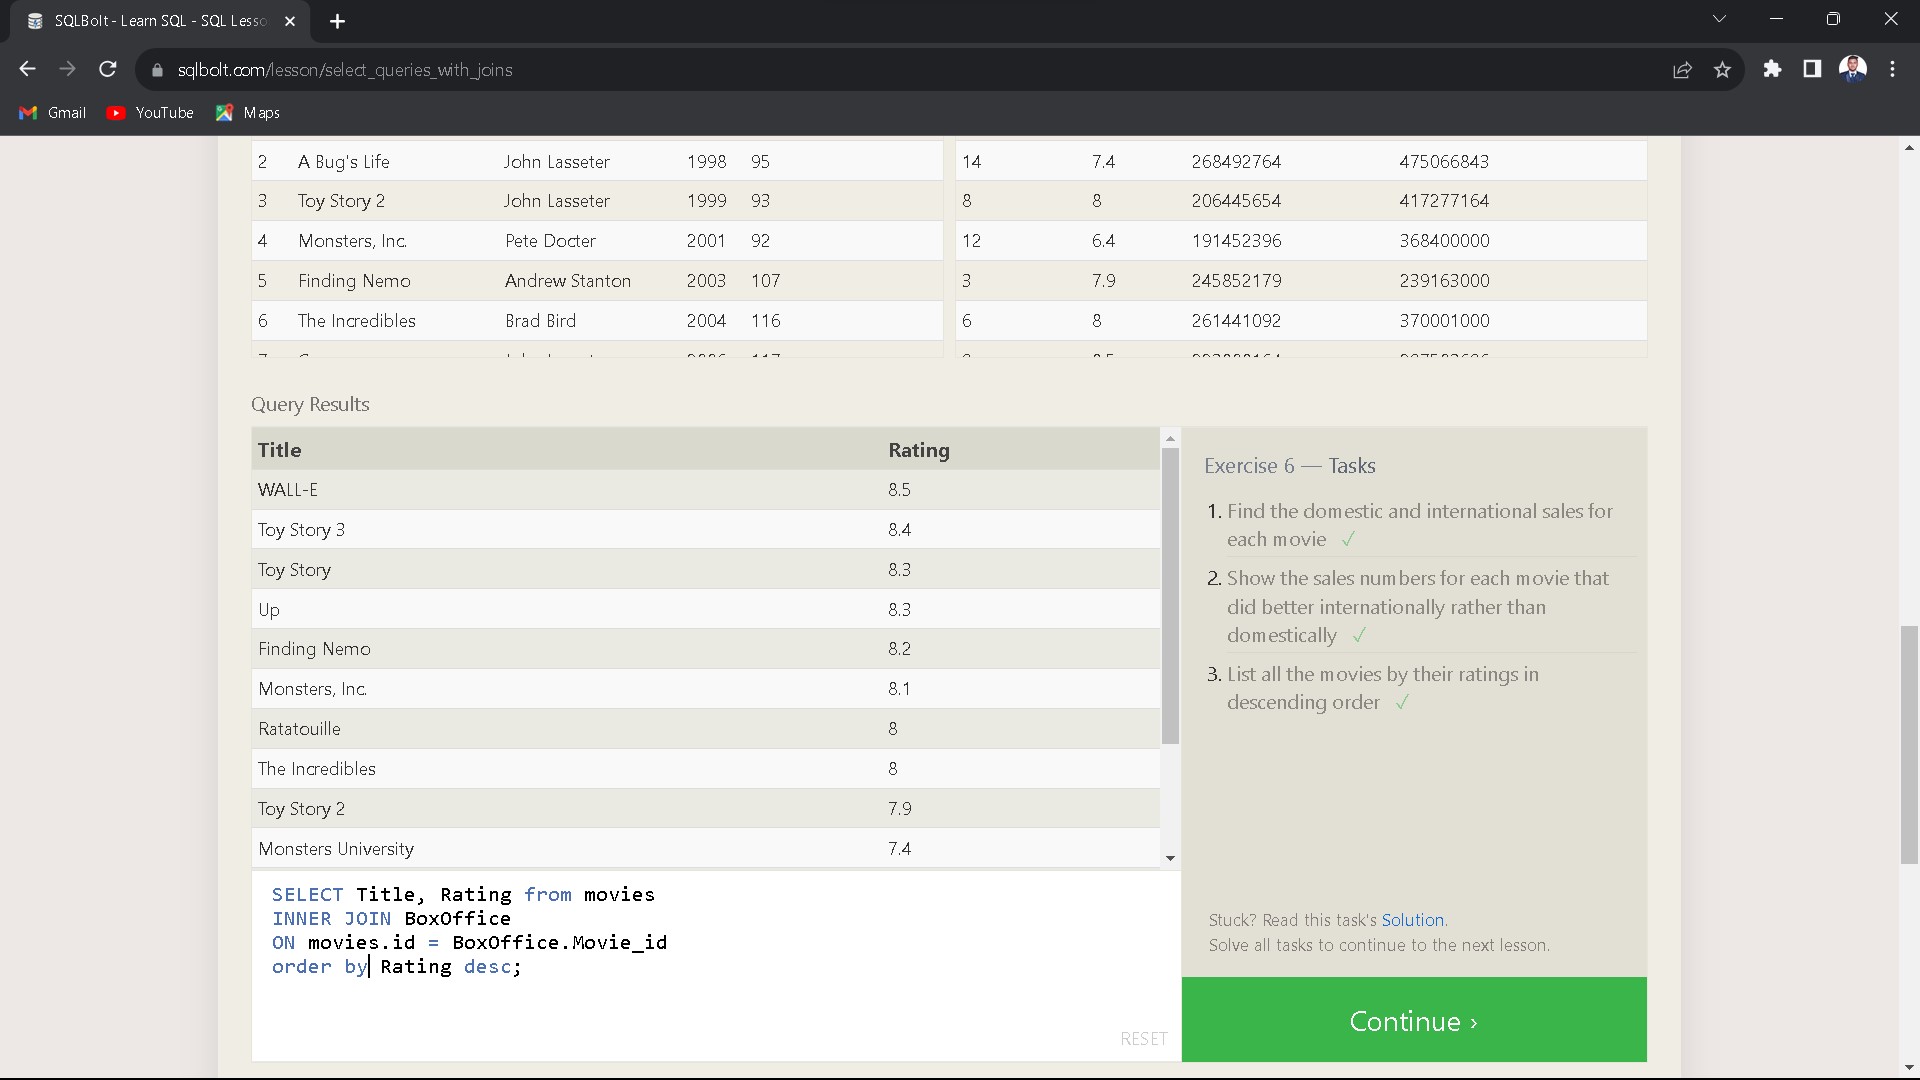 SQLBolt - Learn SQL - SQL Lesso
sqlbolt.com/lesson/select_queries_with_joins
Gmail YouTube Maps
2 A Bug's Life John Lasseter 1998 95 14 7.4 268492764 475066843
3 Toy Story 2 John Lasseter 1999 93 8 8 206445654 417277164
4 Monsters, Inc. Pete Docter 2001 92 12 6.4 191452396 368400000
5 Finding Nemo Andrew Stanton 2003 107 3 7.9 245852179 239163000
6 The Incredibles Brad Bird 2004 116 6 8 261441092 370001000
Query Results
Title Rating
WALL-E 8.5
Toy Story 3 8.4
Toy Story 8.3
Up 8.3
Finding Nemo 8.2
Monsters, Inc. 8.1
Ratatouille 8
The Incredibles 8
Toy Story 2 7.9
Monsters University 7.4
SELECT Title, Rating from movies
INNER JOIN BoxOffice
ON movies.id = BoxOffice.Movie_id
order by Rating desc;
RESET
Exercise 6 — Tasks
1. Find the domestic and international sales for
each movie ✓
2. Show the sales numbers for each movie that
did better internationally rather than
domestically ✓
3. List all the movies by their ratings in
descending order ✓
Stuck? Read this task's Solution.
Solve all tasks to continue to the next lesson.
Continue ›